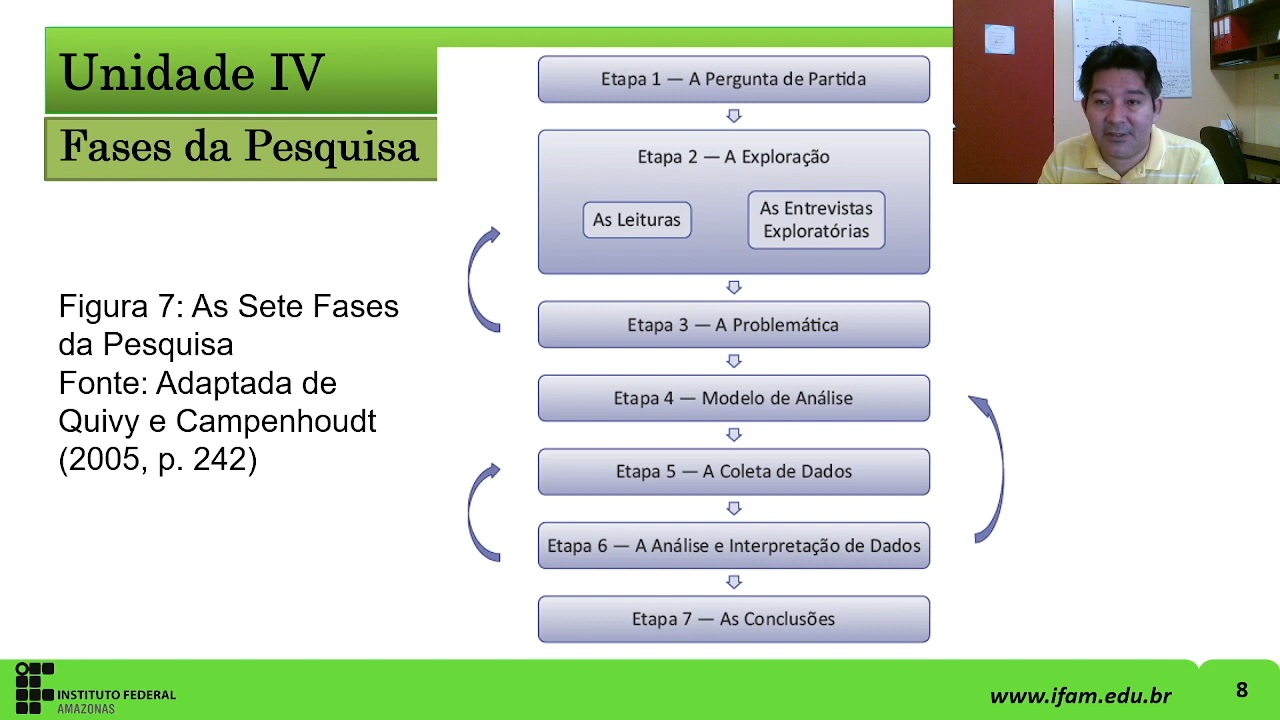 Unidade IV
Fases da Pesquisa
Figura 7: As Sete Fases
da Pesquisa
Fonte: Adaptada de
Quivy e Campenhoudt
(2005, p. 242)
Etapa 1 — A Pergunta de Partida
Etapa 2 — A Exploração
As Leituras
As Entrevistas
Exploratórias
Etapa 3 — A Problemática
Etapa 4 — Modelo de Análise
Etapa 5 — A Coleta de Dados
Etapa 6 — A Análise e Interpretação de Dados
Etapa 7 — As Conclusões
INSTITUTO FEDERAL
AMAZONAS
www.ifam.edu.br
8